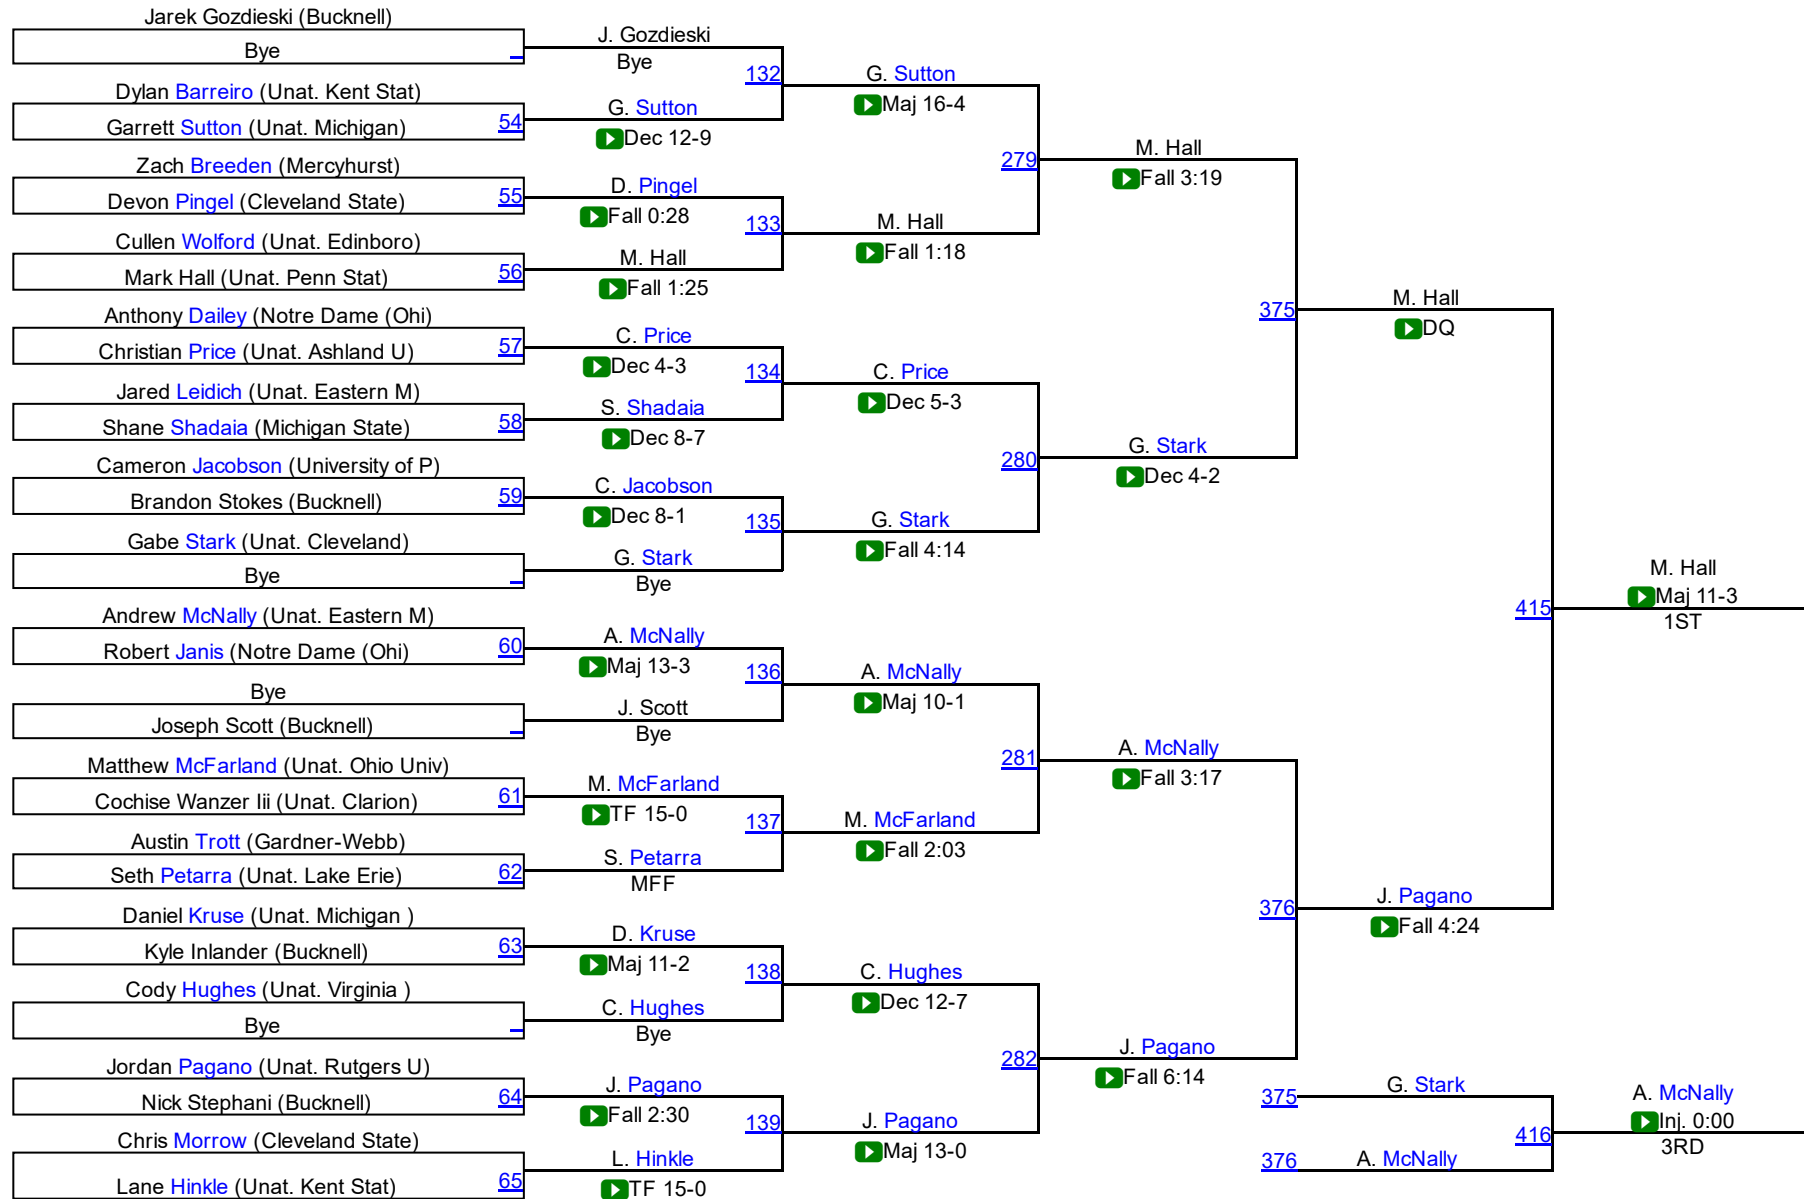 Jarek Gozdieski (Bucknell)
Bye
Dylan Barreiro (Unat. Kent Stat)
Garrett Sutton (Unat. Michigan)
54
Zach Breeden (Mercyhurst)
Devon Pingel (Cleveland State)
55
Cullen Wolford (Unat. Edinboro)
Mark Hall (Unat. Penn Stat)
56
Anthony Dailey (Notre Dame (Ohi)
Christian Price (Unat. Ashland U)
57
Jared Leidich (Unat. Eastern M)
Shane Shadaia (Michigan State)
58
Cameron Jacobson (University of P)
Brandon Stokes (Bucknell)
59
Gabe Stark (Unat. Cleveland)
Bye
Andrew McNally (Unat. Eastern M)
Robert Janis (Notre Dame (Ohi)
60
Bye
Joseph Scott (Bucknell)
Matthew McFarland (Unat. Ohio Univ)
Cochise Wanzer Iii (Unat. Clarion)
61
Austin Trott (Gardner-Webb)
Seth Petarra (Unat. Lake Erie)
62
Daniel Kruse (Unat. Michigan )
Kyle Inlander (Bucknell)
63
Cody Hughes (Unat. Virginia )
Bye
Jordan Pagano (Unat. Rutgers U)
Nick Stephani (Bucknell)
64
Chris Morrow (Cleveland State)
Lane Hinkle (Unat. Kent Stat)
65
J. Gozdieski
Bye
132
G. Sutton
Dec 12-9
D. Pingel
Fall 0:28
133
M. Hall
Fall 1:25
C. Price
Dec 4-3
134
S. Shadaia
Dec 8-7
C. Jacobson
Dec 8-1
135
G. Stark
Bye
A. McNally
Maj 13-3
136
J. Scott
Bye
M. McFarland
TF 15-0
137
S. Petarra
MFF
D. Kruse
Maj 11-2
138
C. Hughes
Bye
J. Pagano
Fall 2:30
139
L. Hinkle
TF 15-0
G. Sutton
Maj 16-4
279
M. Hall
Fall 1:18
C. Price
Dec 5-3
280
G. Stark
Fall 4:14
A. McNally
Maj 10-1
281
M. McFarland
Fall 2:03
C. Hughes
Dec 12-7
282
J. Pagano
Maj 13-0
M. Hall
Fall 3:19
375
G. Stark
Dec 4-2
A. McNally
Fall 3:17
376
J. Pagano
Fall 6:14
M. Hall
DQ
415
J. Pagano
Fall 4:24
M. Hall
Maj 11-3
1ST
375
G. Stark
416
376
A. McNally
A. McNally
Inj. 0:00
3RD